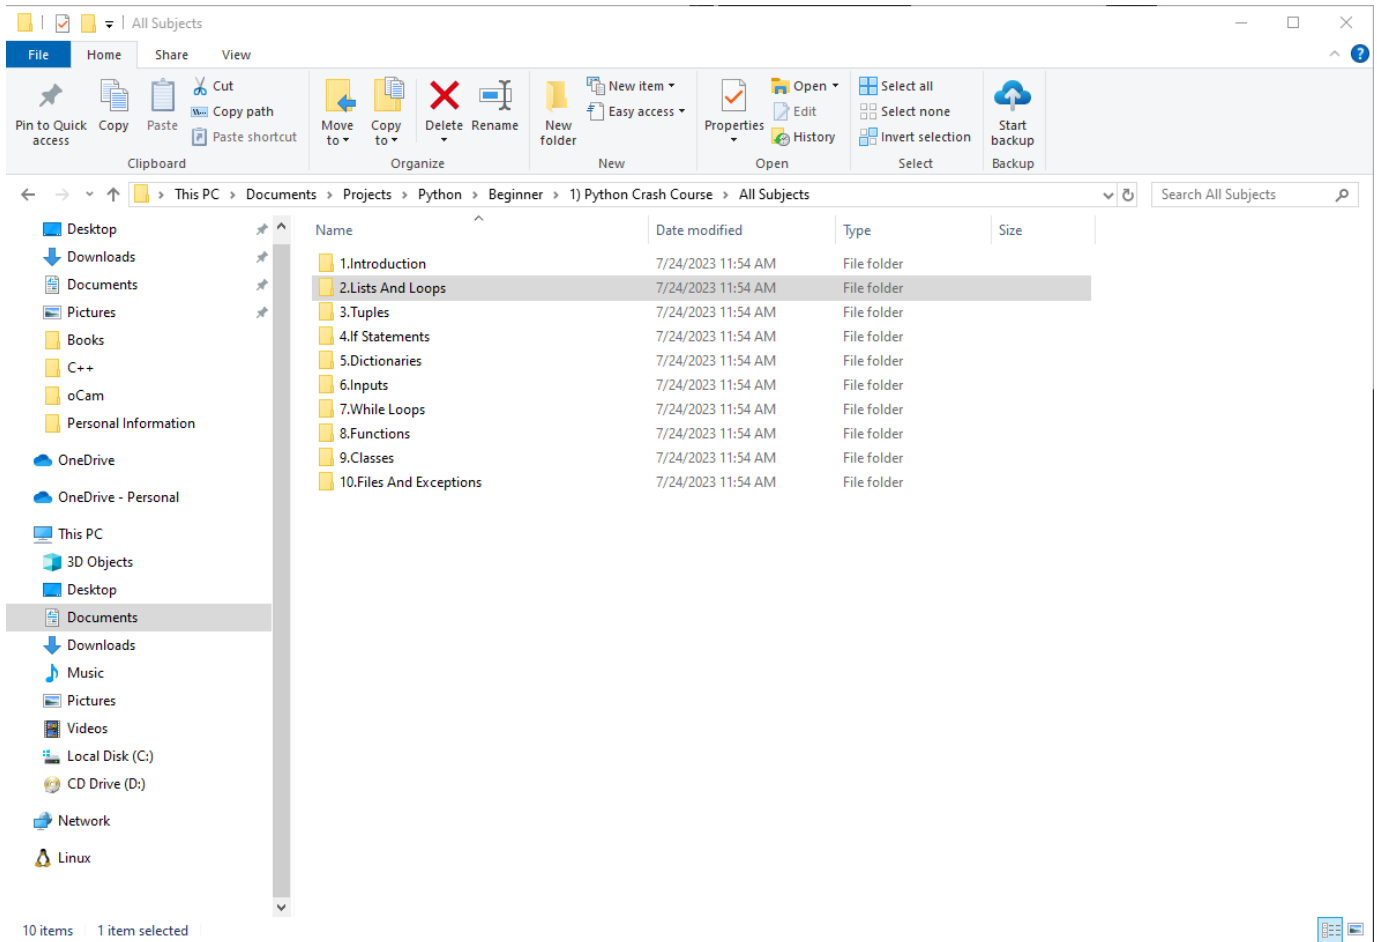 All Subjects
File Home Share View
Pin to Quick access Copy Paste Cut Copy path Paste shortcut
Clipboard
Move to Copy to Delete Rename
Organize
New folder New item Easy access
New
Properties Open Edit History
Open
Select all Select none Invert selection
Select
Start backup
Backup
This PC > Documents > Projects > Python > Beginner > 1) Python Crash Course > All Subjects
Search All Subjects
Desktop
Downloads
Documents
Pictures
Books
C++
oCam
Personal Information
OneDrive
OneDrive - Personal
This PC
3D Objects
Desktop
Documents
Downloads
Music
Pictures
Videos
Local Disk (C:)
CD Drive (D:)
Network
Linux
Name Date modified Type Size
1.Introduction 7/24/2023 11:54 AM File folder
2.Lists And Loops 7/24/2023 11:54 AM File folder
3.Tuples 7/24/2023 11:54 AM File folder
4.If Statements 7/24/2023 11:54 AM File folder
5.Dictionaries 7/24/2023 11:54 AM File folder
6.Inputs 7/24/2023 11:54 AM File folder
7.While Loops 7/24/2023 11:54 AM File folder
8.Functions 7/24/2023 11:54 AM File folder
9.Classes 7/24/2023 11:54 AM File folder
10.Files And Exceptions 7/24/2023 11:54 AM File folder
10 items 1 item selected